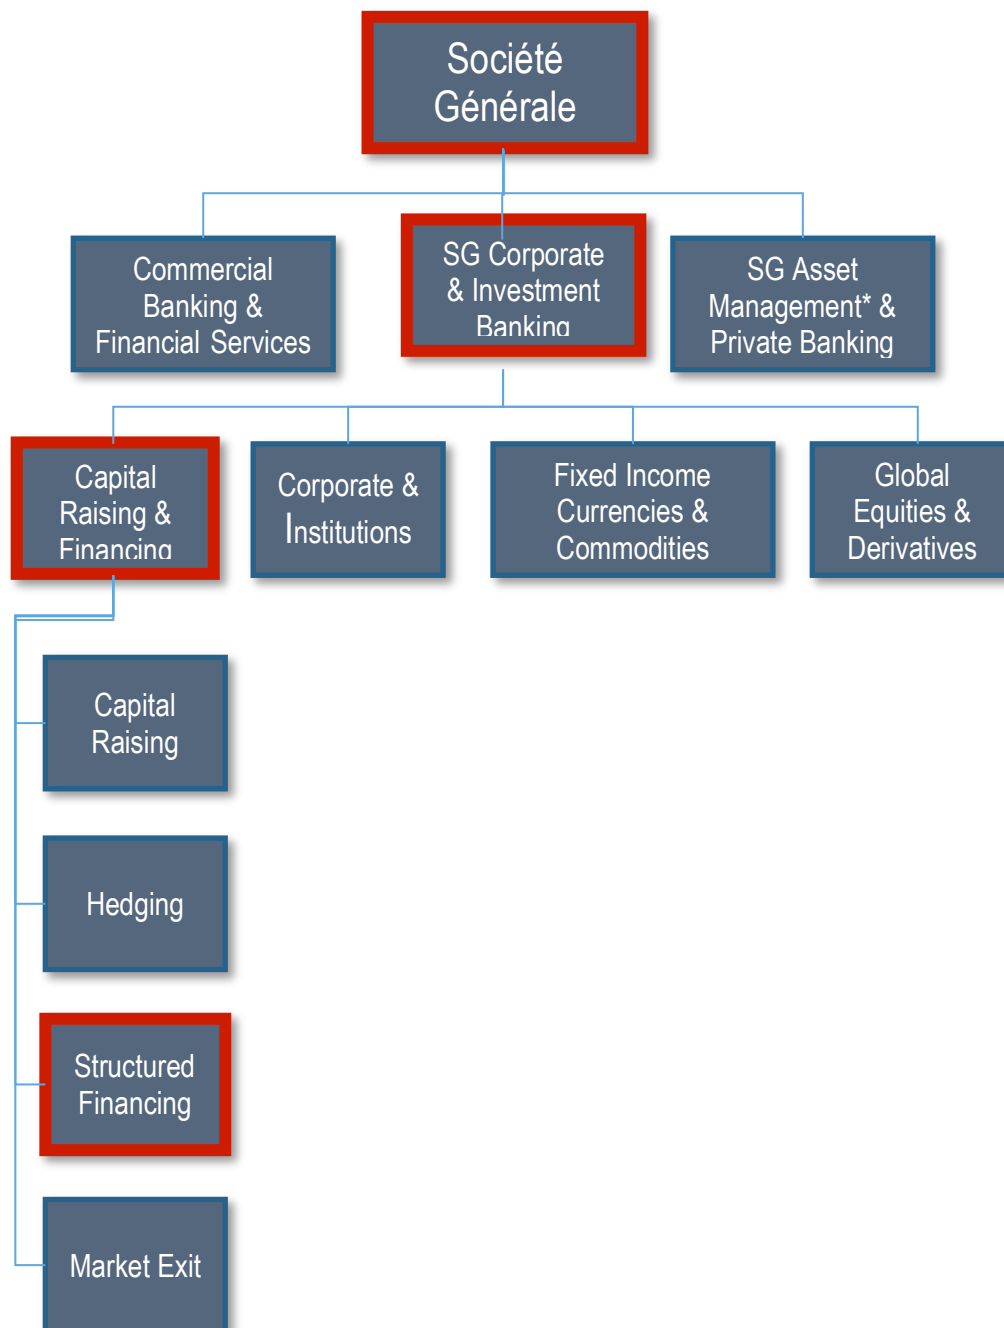 Société
Générale
Commercial
Banking &
Financial Services
SG Corporate
& Investment
Banking
SG Asset
Management* &
Private Banking
Capital
Raising &
Financing
Corporate &
Institutions
Fixed Income
Currencies &
Commodities
Global
Equities &
Derivatives
Capital
Raising
Hedging
Structured
Financing
Market Exit